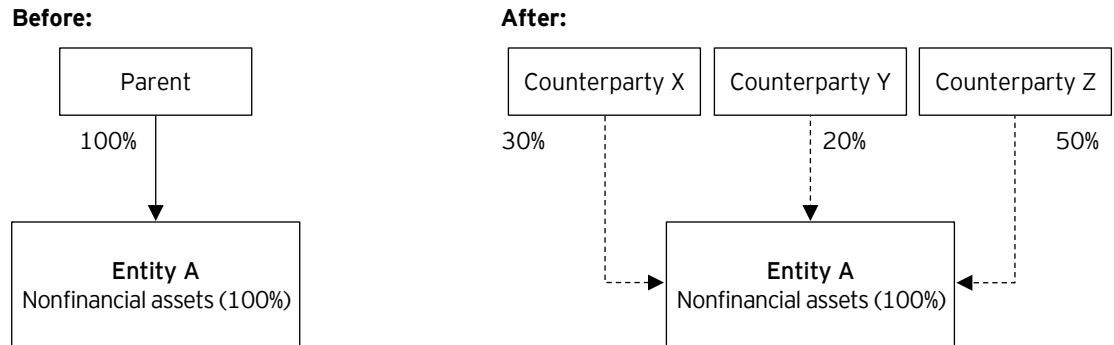 Before:
Parent
100%
Entity A
Nonfinancial assets (100%)
After:
Counterparty X
Counterparty Y
Counterparty Z
30%
20%
50%
Entity A
Nonfinancial assets (100%)